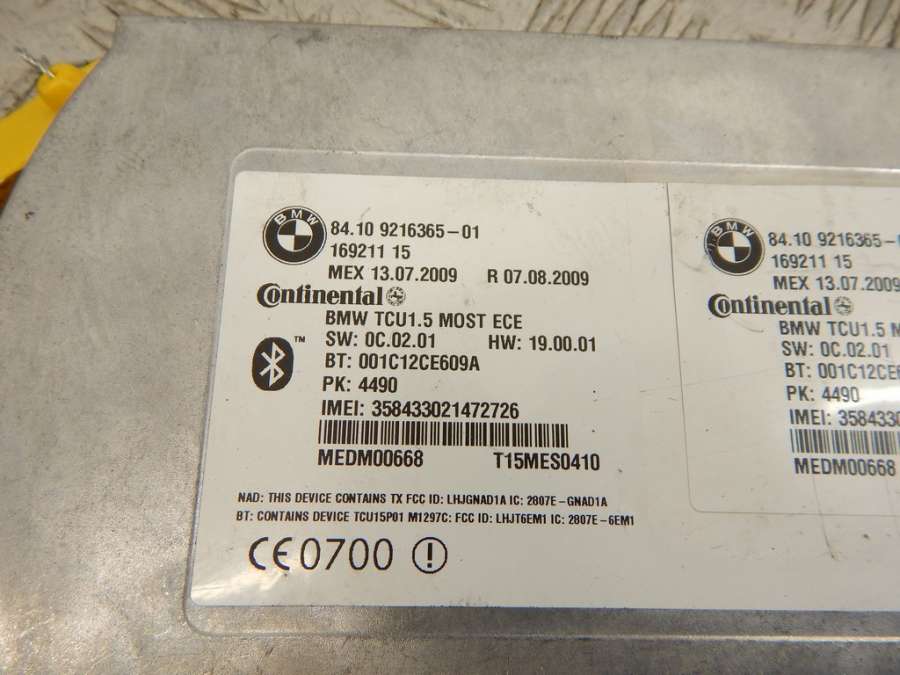 BMW
84.10 9216365-01
169211 15
MEX 13.07.2009 R 07.08.2009
Continental
BMW TCU1.5 MOST ECE
SW: 0C.02.01 HW: 19.00.01
TM
BT: 001C12CE609A
PK: 4490
IMEI: 358433021472726
MEDM00668 T15MES0410
NAD: THIS DEVICE CONTAINS TX FCC ID: LHJGNAD1A IC: 2807E-GNAD1A
BT: CONTAINS DEVICE TCU15P01 M1297C: FCC ID: LHJT6EM1 IC: 2807E-6EM1
CE0700
BMW
84.10 9216365-
169211 15
MEX 13.07.2009
Continental
BMW TCU1.5 M
SW: 0C.02.01
BT: 001C12CE6
PK: 4490
IMEI: 358433
MEDM00668